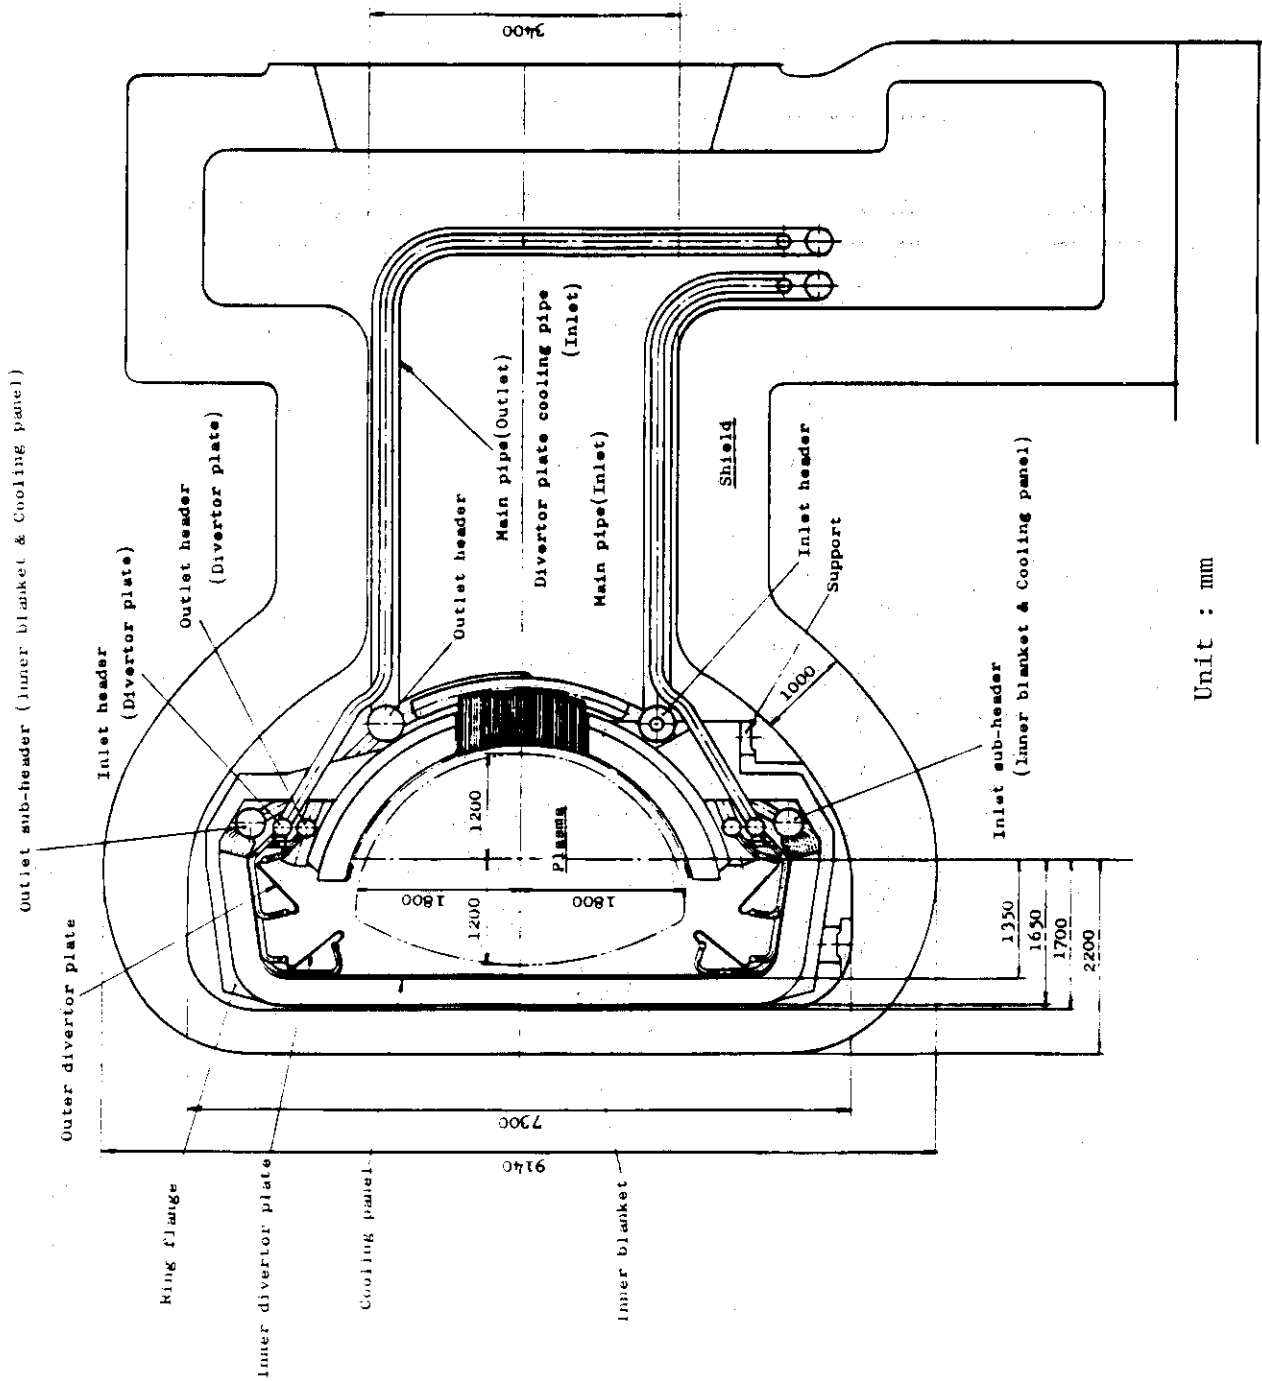 Outlet sub-header (Inner blanket & Cooling panel)
Inlet header
(Divertor plate)
Outlet header
(Divertor plate)
Outer divertor plate
Ring flange
Inner divertor plate
Cooling panel
Inner blanket
Main pipe(Outlet)
Divertor plate cooling pipe
(Inlet)
Main pipe(Inlet)
Outlet header
Shield
Inlet header
Support
Inlet sub-header
(Inner blanket & Cooling panel)
Plasma
3400
1000
1200
1200
1800
1800
1350
1650
1700
2200
7300
9140
Unit : mm